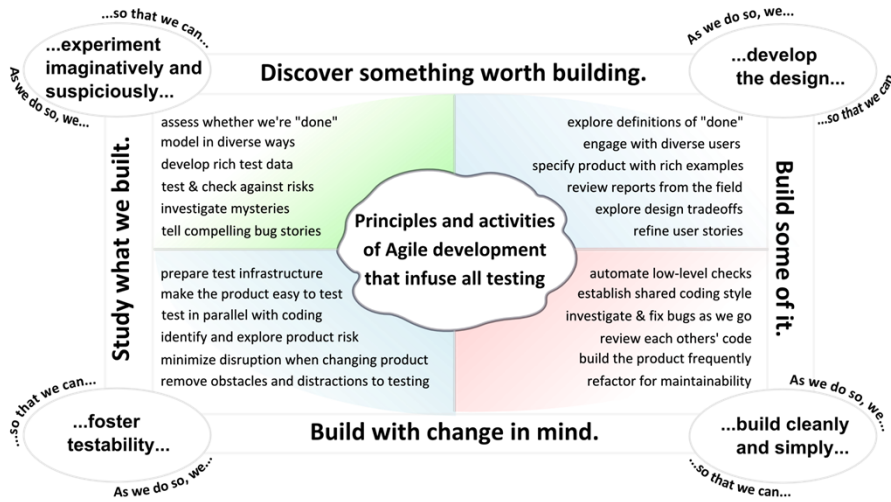 ...so that we can...
...experiment
imaginatively and
suspiciously...
As we do so, we...
Discover something worth building.
As we do so, we...
...develop
the design...
...so that we can
Study what we built.
assess whether we're "done"
model in diverse ways
develop rich test data
test & check against risks
investigate mysteries
tell compelling bug stories
explore definitions of "done"
engage with diverse users
specify product with rich examples
review reports from the field
explore design tradeoffs
refine user stories
Build some of it.
Principles and activities
of Agile development
that infuse all testing
prepare test infrastructure
make the product easy to test
test in parallel with coding
identify and explore product risk
minimize disruption when changing product
remove obstacles and distractions to testing
automate low-level checks
establish shared coding style
investigate & fix bugs as we go
review each others' code
build the product frequently
refactor for maintainability
...so that we can...
...foster
testability...
As we do so, we...
Build with change in mind.
As we do so, we...
...build cleanly
and simply...
...so that we can...